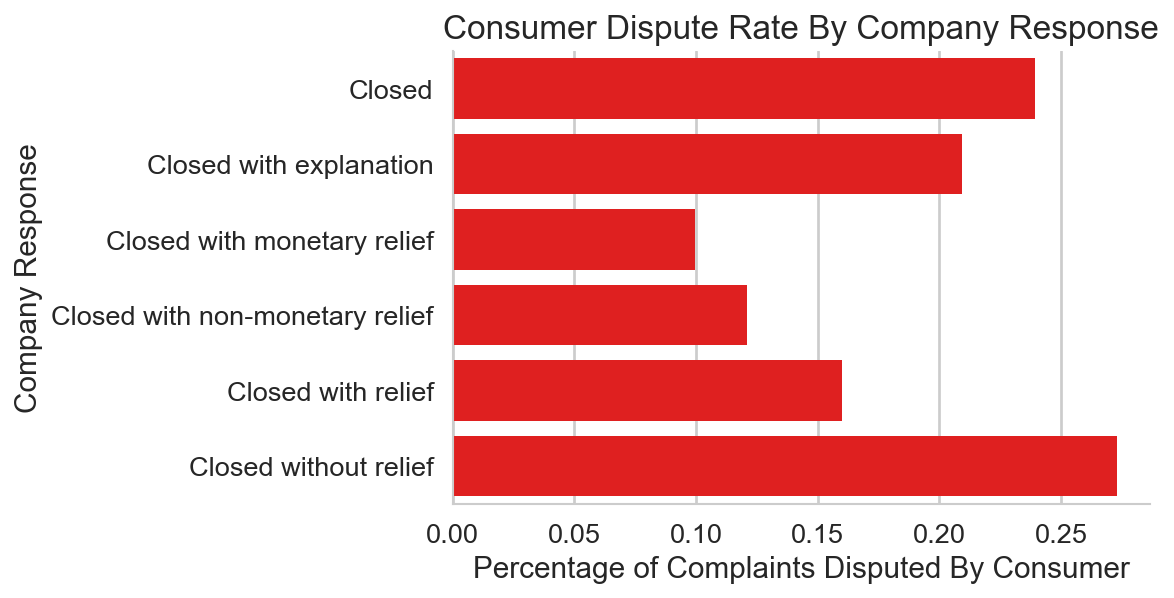 Consumer Dispute Rate By Company Response
Company Response
Closed
Closed with explanation
Closed with monetary relief
Closed with non-monetary relief
Closed with relief
Closed without relief
0.00 0.05 0.10 0.15 0.20 0.25
Percentage of Complaints Disputed By Consumer